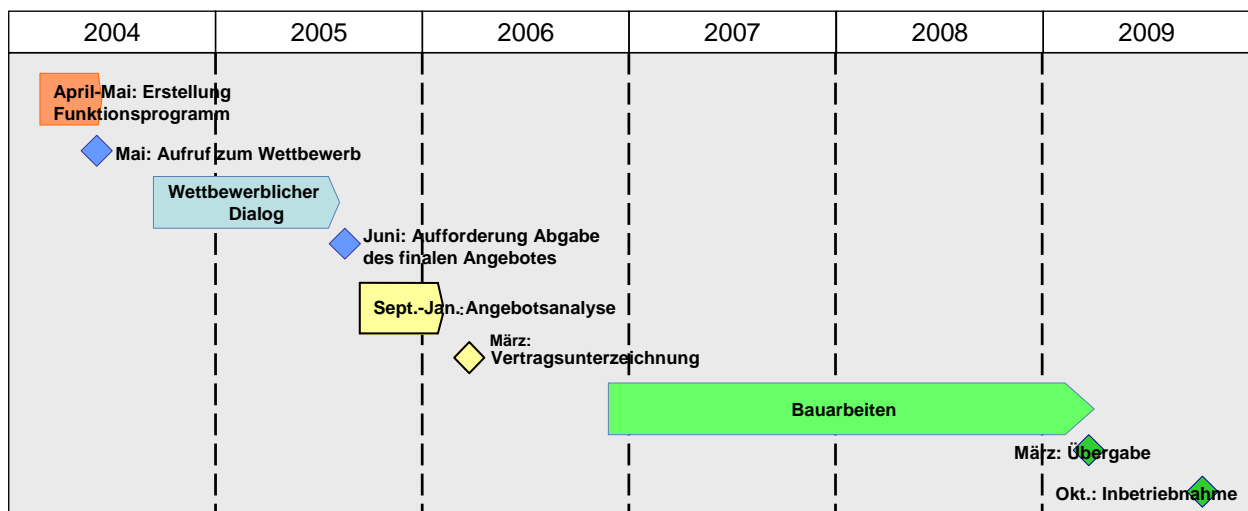 2004 2005 2006 2007 2008 2009
April-Mai: Erstellung
Funktionsprogramm
Mai: Aufruf zum Wettbewerb
Wettbewerblicher
Dialog
Juni: Aufforderung Abgabe
des finalen Angebotes
Sept.-Jan.: Angebotsanalyse
März:
Vertragsunterzeichnung
Bauarbeiten
März: Übergabe
Okt.: Inbetriebnahme